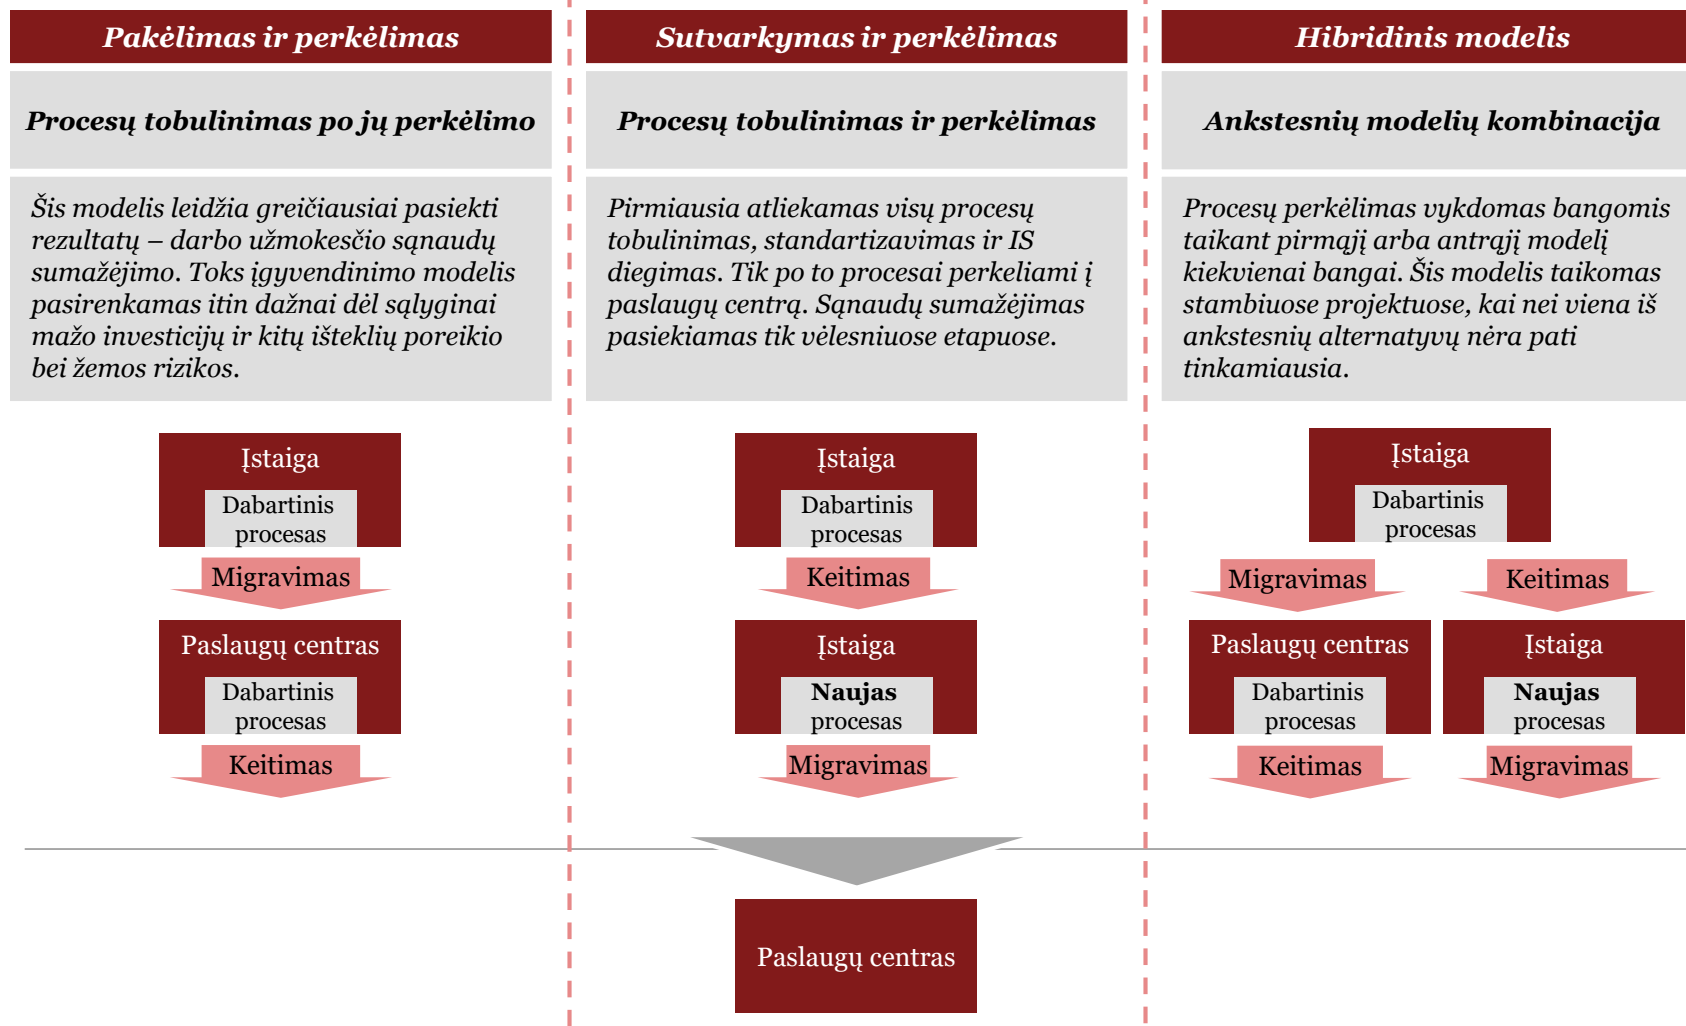 Pakėlimas ir perkėlimas
Procesų tobulinimas po jų perkėlimo
Šis modelis leidžia greičiausiai pasiekti
rezultatų – darbo užmokesčio sąnaudų
sumažėjimo. Toks įgyvendinimo modelis
pasirenkamas itin dažnai dėl sąlyginai
mažo investicijų ir kitų išteklių poreikio
bei žemos rizikos.
Įstaiga
Dabartinis
procesas
Migravimas
Paslaugų centras
Dabartinis
procesas
Keitimas
Sutvarkymas ir perkėlimas
Procesų tobulinimas ir perkėlimas
Pirmiausia atliekamas visų procesų
tobulinimas, standartizavimas ir IS
diegimas. Tik po to procesai perkeliami į
paslaugų centrą. Sąnaudų sumažėjimas
pasiekiamas tik vėlesniuose etapuose.
Įstaiga
Dabartinis
procesas
Keitimas
Įstaiga
Naujas
procesas
Migravimas
Hibridinis modelis
Ankstesnių modelių kombinacija
Procesų perkėlimas vykdomas bangomis
taikant pirmąjį arba antrąjį modelį
kiekvienai bangai. Šis modelis taikomas
stambiuose projektuose, kai nei viena iš
ankstesnių alternatyvų nėra pati
tinkamiausia.
Įstaiga
Dabartinis
procesas
Migravimas
Keitimas
Paslaugų centras
Dabartinis
procesas
Keitimas
Įstaiga
Naujas
procesas
Migravimas
Paslaugų centras